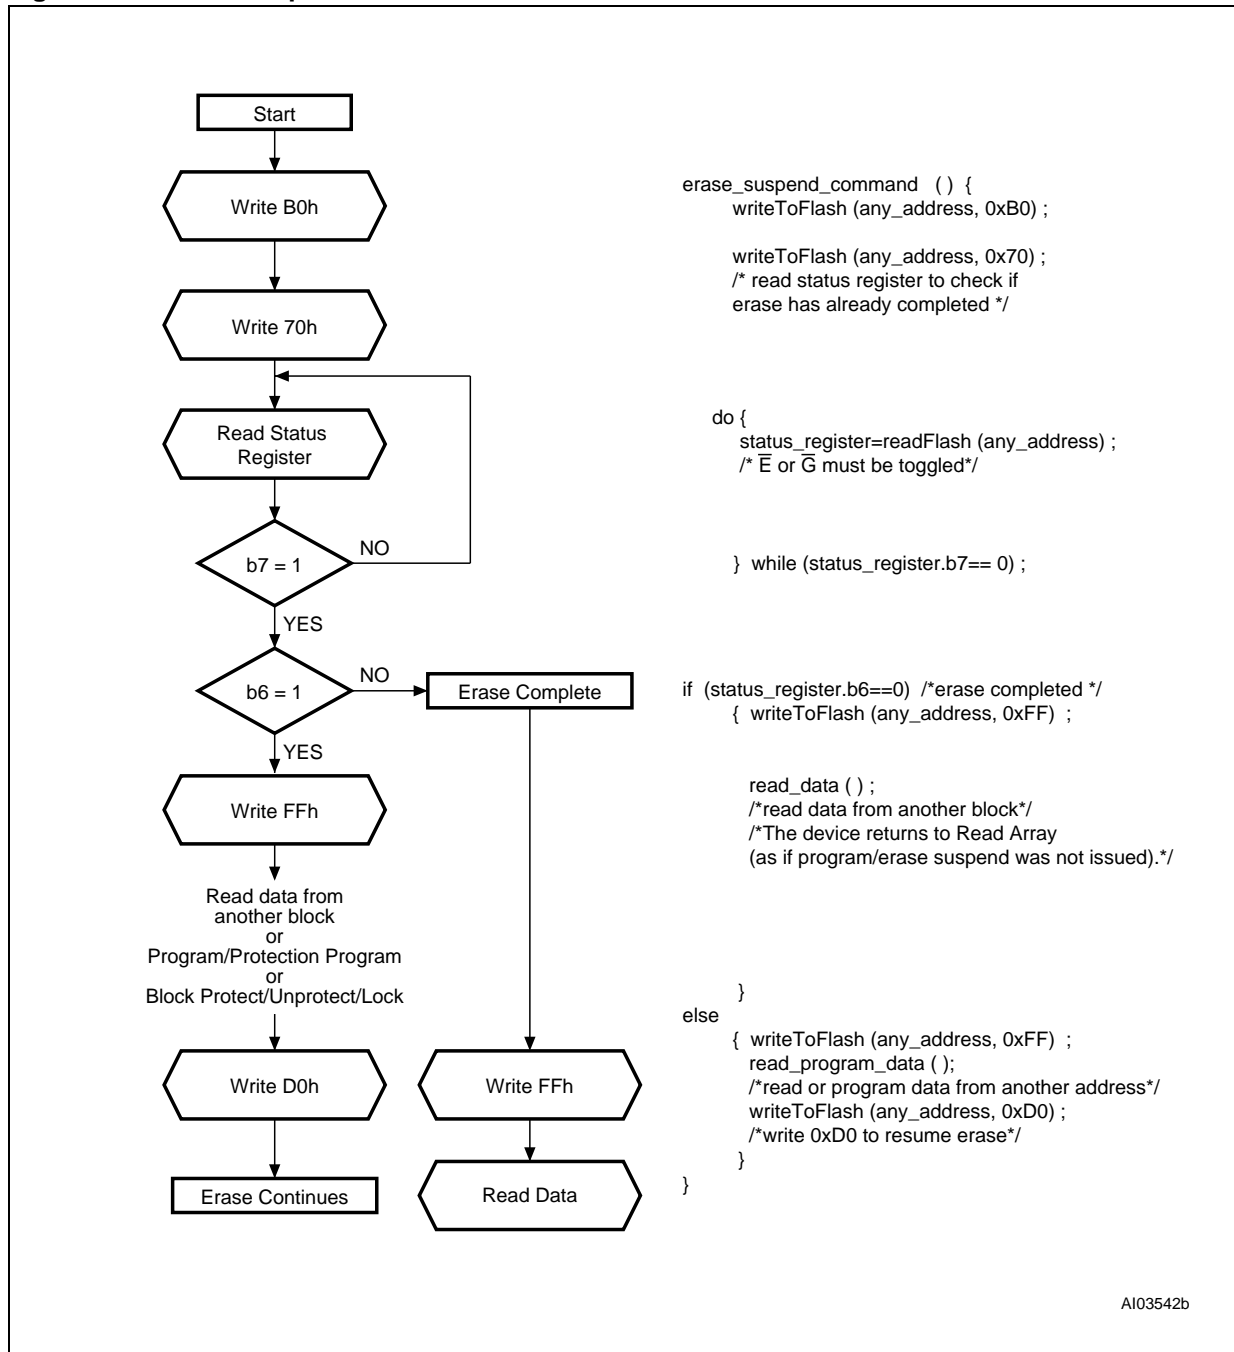 Start
Write B0h
Write 70h
Read Status
Register
b7 = 1
NO
YES
b6 = 1
NO
Erase Complete
YES
Write FFh
Read data from
another block
or
Program/Protection Program
or
Block Protect/Unprotect/Lock
Write D0h
Write FFh
Erase Continues
Read Data
erase_suspend_command ( ) {
writeToFlash (any_address, 0xB0) ;
writeToFlash (any_address, 0x70) ;
/* read status register to check if
erase has already completed */
do {
status_register=readFlash (any_address) ;
/* E̅ or G̅ must be toggled*/
} while (status_register.b7== 0) ;
if (status_register.b6==0) /*erase completed */
{ writeToFlash (any_address, 0xFF) ;
read_data ( ) ;
/*read data from another block*/
/*The device returns to Read Array
(as if program/erase suspend was not issued).*/
}
else
{ writeToFlash (any_address, 0xFF) ;
read_program_data ( );
/*read or program data from another address*/
writeToFlash (any_address, 0xD0) ;
/*write 0xD0 to resume erase*/
}
}
AI03542b